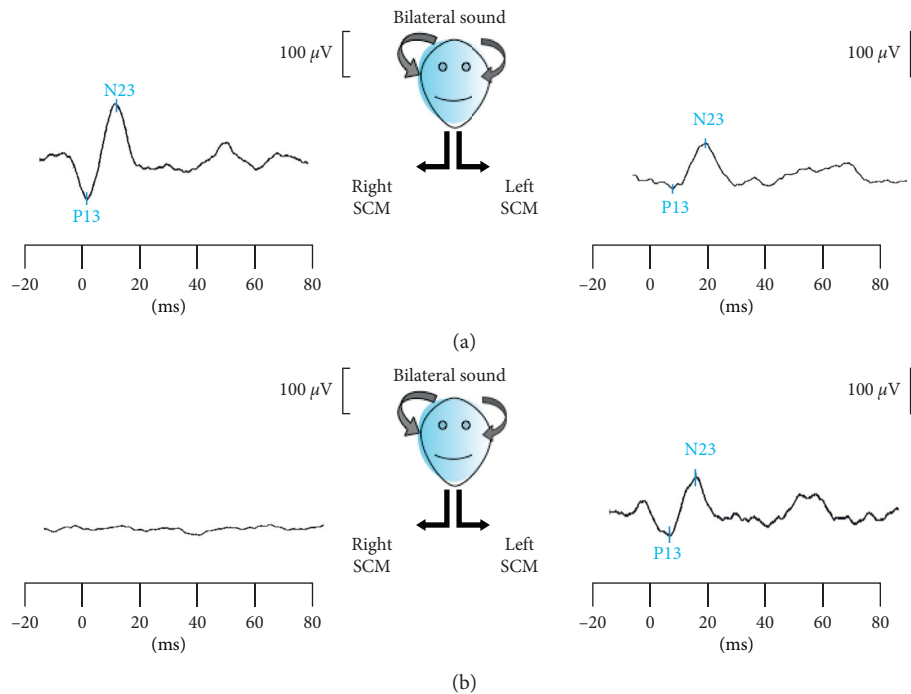 Bilateral sound
100 μV
100 μV
N23
N23
P13
P13
Right
SCM
Left
SCM
–20 0 20 40 60 80
(ms)
–20 0 20 40 60 80
(ms)
(a)
Bilateral sound
100 μV
100 μV
N23
P13
Right
SCM
Left
SCM
–20 0 20 40 60 80
(ms)
–20 0 20 40 60 80
(ms)
(b)